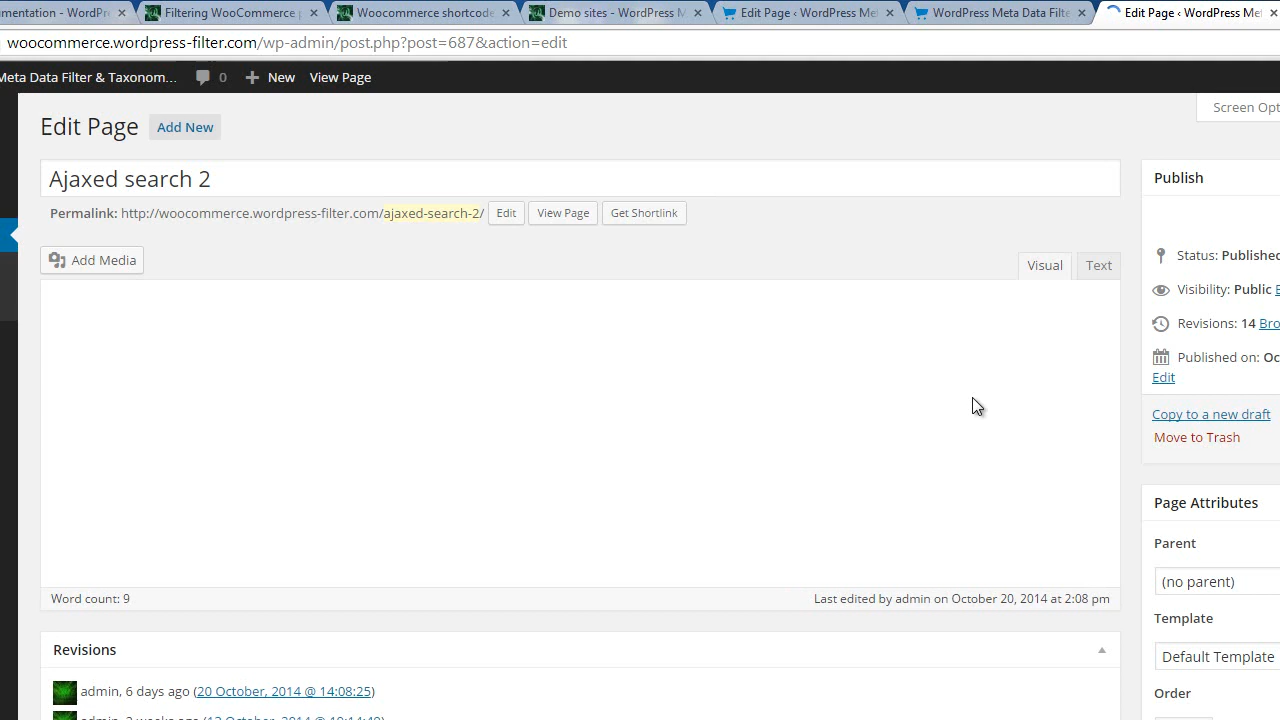 umentation - WordPre
Filtering WooCommerce p
Woocommerce shortcode
Demo sites - WordPress M
Edit Page ‹ WordPress Me
WordPress Meta Data Filte
Edit Page ‹ WordPress Met
woocommerce.wordpress-filter.com/wp-admin/post.php?post=687&action=edit
Meta Data Filter & Taxonom... 0 New View Page
Screen Opt
Edit Page Add New
Ajaxed search 2
Permalink: http://woocommerce.wordpress-filter.com/ajaxed-search-2/ Edit View Page Get Shortlink
Add Media
Visual Text
Word count: 9
Last edited by admin on October 20, 2014 at 2:08 pm
Revisions
admin, 6 days ago (20 October, 2014 @ 14:08:25)
Publish
Status: Published
Visibility: Public E
Revisions: 14 Bro
Published on: Oc
Edit
Copy to a new draft
Move to Trash
Page Attributes
Parent
(no parent)
Template
Default Template
Order